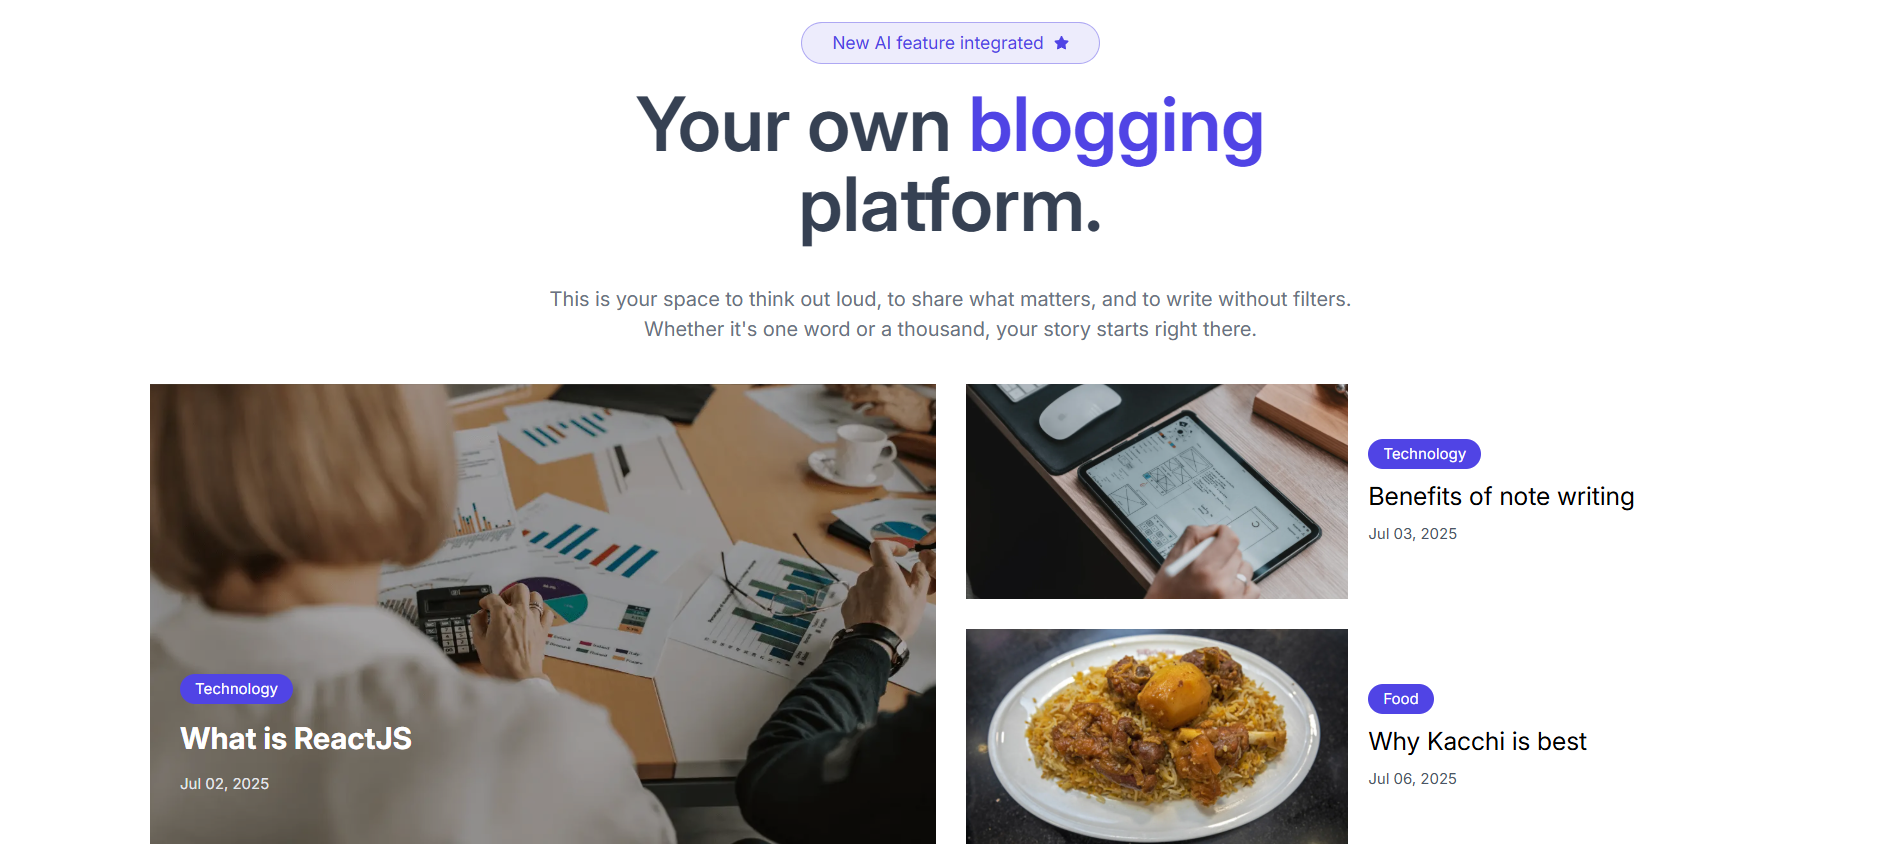 New AI feature integrated
Your own blogging
platform.
This is your space to think out loud, to share what matters, and to write without filters.
Whether it's one word or a thousand, your story starts right there.
Technology
What is ReactJS
Jul 02, 2025
Technology
Benefits of note writing
Jul 03, 2025
Food
Why Kacchi is best
Jul 06, 2025